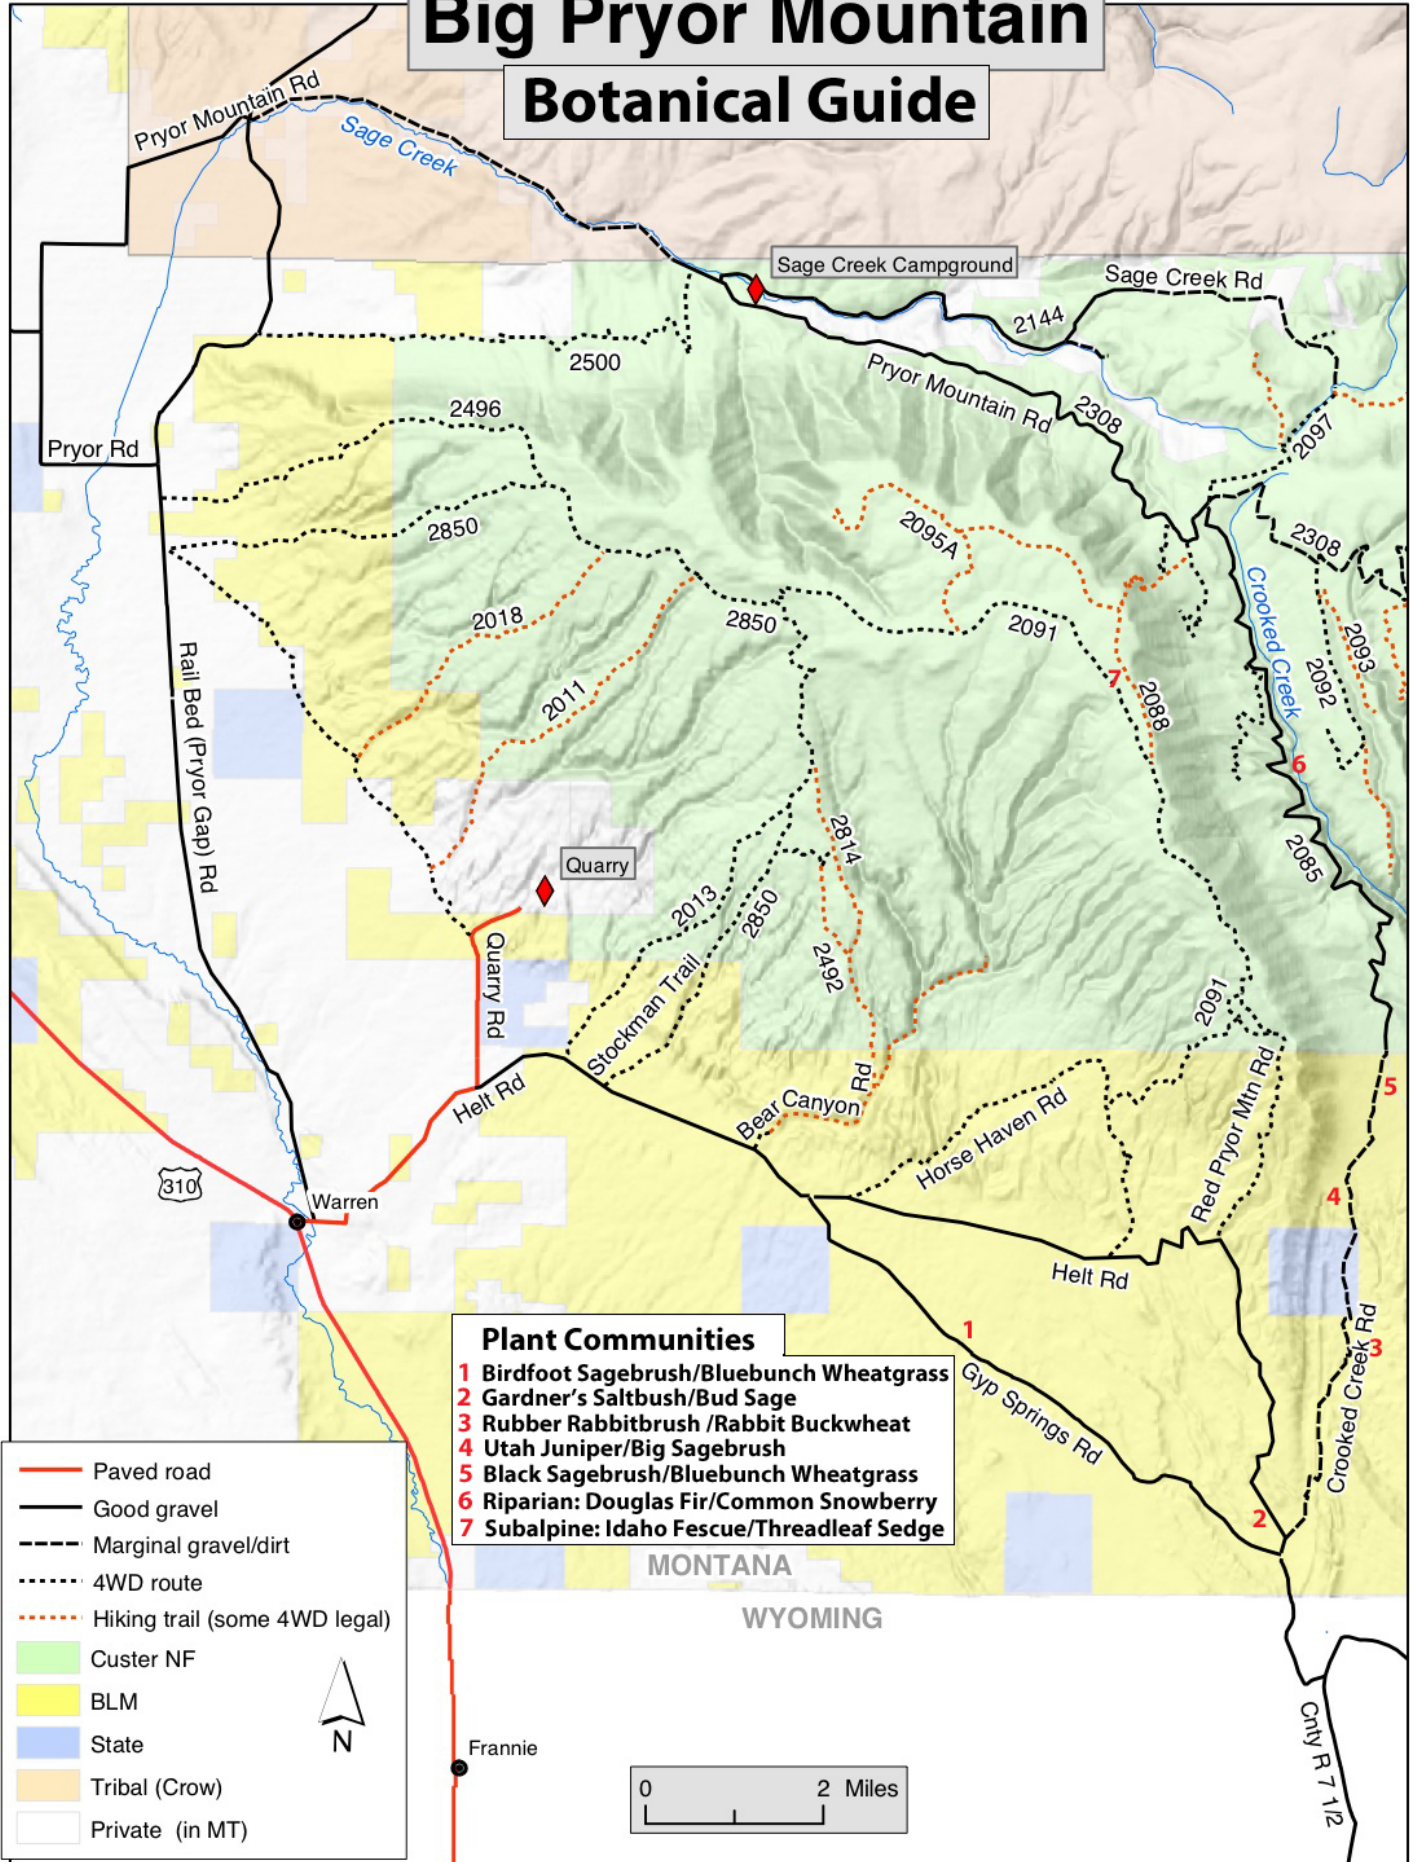 Big Pryor Mountain
Botanical Guide
Pryor Mountain Rd
Sage Creek
Sage Creek Campground
Sage Creek Rd
2144
2500
Pryor Mountain Rd
2308
2496
2097
Pryor Rd
2850
2095A
2308
Crooked Creek
2018
2850
2091
2093
2092
Rail Bed (Pryor Gap) Rd
2011
7
2088
6
2814
2085
Quarry
2013
2850
2492
Quarry Rd
Stockman Trail
2091
Helt Rd
Bear Canyon Rd
Horse Haven Rd
Red Pryor Mtn Rd
5
310
Warren
4
Helt Rd
1
3
Gyp Springs Rd
Crooked Creek Rd
2
Plant Communities
1 Birdfoot Sagebrush/Bluebunch Wheatgrass
2 Gardner's Saltbush/Bud Sage
3 Rubber Rabbitbrush /Rabbit Buckwheat
4 Utah Juniper/Big Sagebrush
5 Black Sagebrush/Bluebunch Wheatgrass
6 Riparian: Douglas Fir/Common Snowberry
7 Subalpine: Idaho Fescue/Threadleaf Sedge
MONTANA
WYOMING
Paved road
Good gravel
Marginal gravel/dirt
4WD route
Hiking trail (some 4WD legal)
Custer NF
BLM
State
Tribal (Crow)
Private (in MT)
N
Frannie
0 2 Miles
Cnty R 7 1/2